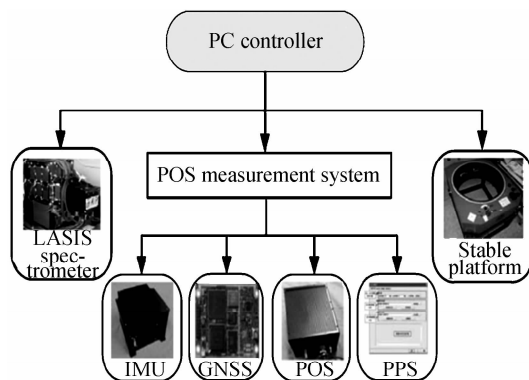 PC controller
POS measurement system
LASIS
spec-
trometer
Stable
platform
IMU
GNSS
POS
PPS